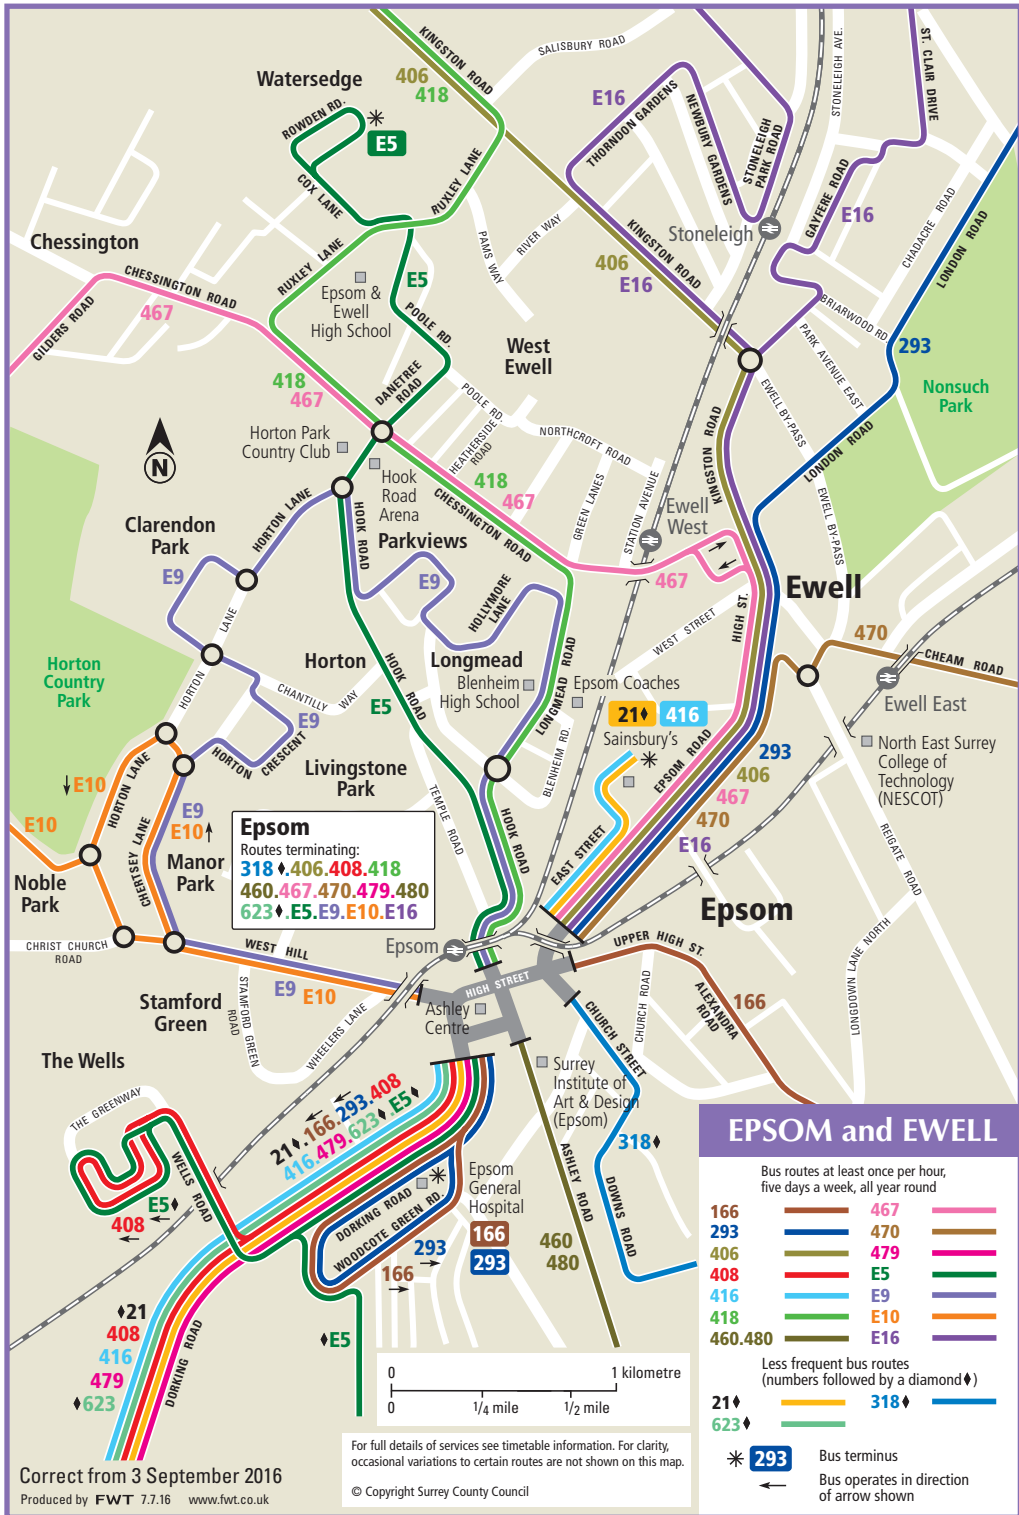 KINGSTON ROAD
406
418
SALISBURY ROAD
STONELEIGH AVE.
ST. CLAIR DRIVE
Watersedge
ROWDEN RD.
E5
COX LANE
RUXLEY LANE
E16
THORNDON GARDENS
NEWBURY GARDENS
STONELEIGH
PARK ROAD
GAYFERE ROAD
E16
CHADACRE ROAD
LONDON ROAD
Chessington
RUXLEY LANE
PAMS WAY
RIVER WAY
Stoneleigh
KINGSTON ROAD
406
E16
CHESSINGTON ROAD
467
GILDERS ROAD
Epsom &
Ewell
High School
E5
POOLE RD.
BRIARWOOD RD.
PARK AVENUE EAST
293
West
Ewell
Nonsuch
Park
418
467
DANETREE
ROAD
POOLE RD.
HEATHERSIDE
ROAD
NORTHCROFT ROAD
EWELL BY-PASS
LONDON ROAD
KINGSTON ROAD
N
Horton Park
Country Club
Hook
Road
Arena
418
467
CHESSINGTON ROAD
GREEN LANES
STATION AVENUE
Ewell
West
EWELL BY-PASS
Clarendon
Park
HORTON LANE
HOOK ROAD
Parkviews
E9
E9
HOLLYMORE
LANE
467
HIGH ST.
Ewell
WEST STREET
470
CHEAM ROAD
LANE
HORTON
Horton
Country
Park
Horton
CHANTILLY WAY
HOOK ROAD
E5
Longmead
Blenheim
High School
LONGMEAD ROAD
Epsom Coaches
21♦
416
Sainsbury's
Ewell East
E9
HORTON
CRESCENT
BLENHEIM RD.
EPSOM ROAD
293
406
467
470
E16
North East Surrey
College of
Technology
(NESCOT)
REIGATE ROAD
E10
HORTON LANE
E10
E9
E10
CHERTSEY LANE
Livingstone
Park
TEMPLE ROAD
HOOK ROAD
EAST STREET
Manor
Park
Noble
Park
Epsom
Routes terminating:
318♦.406.408.418
460.467.470.479.480
623♦.E5.E9.E10.E16
Epsom
CHRIST CHURCH
ROAD
WEST HILL
E9
E10
STAMFORD GREEN
ROAD
Stamford
Green
WHEELERS LANE
Epsom
HIGH STREET
Ashley
Centre
UPPER HIGH ST.
CHURCH ROAD
ALEXANDRA
ROAD
166
LONGDOWN LANE NORTH
CHURCH STREET
Surrey
Institute of
Art & Design
(Epsom)
318♦
DOWNS ROAD
The Wells
THE GREENWAY
WELLS ROAD
E5♦
408
21♦.166.293.408
416.479.623♦.E5♦
DORKING ROAD
WOODCOTE GREEN RD.
Epsom
General
Hospital
166
293
293
166
ASHLEY ROAD
460
480
♦21
408
416
479
♦623
DORKING ROAD
♦E5
0
1 kilometre
0
1/4 mile
1/2 mile
For full details of services see timetable information. For clarity,
occasional variations to certain routes are not shown on this map.
© Copyright Surrey County Council
Correct from 3 September 2016
Produced by FWT 7.7.16 www.fwt.co.uk
EPSOM and EWELL
Bus routes at least once per hour,
five days a week, all year round
166 467
293 470
406 479
408 E5
416 E9
418 E10
460.480 E16
Less frequent bus routes
(numbers followed by a diamond♦)
21♦ 318♦
623♦
293 Bus terminus
Bus operates in direction
of arrow shown